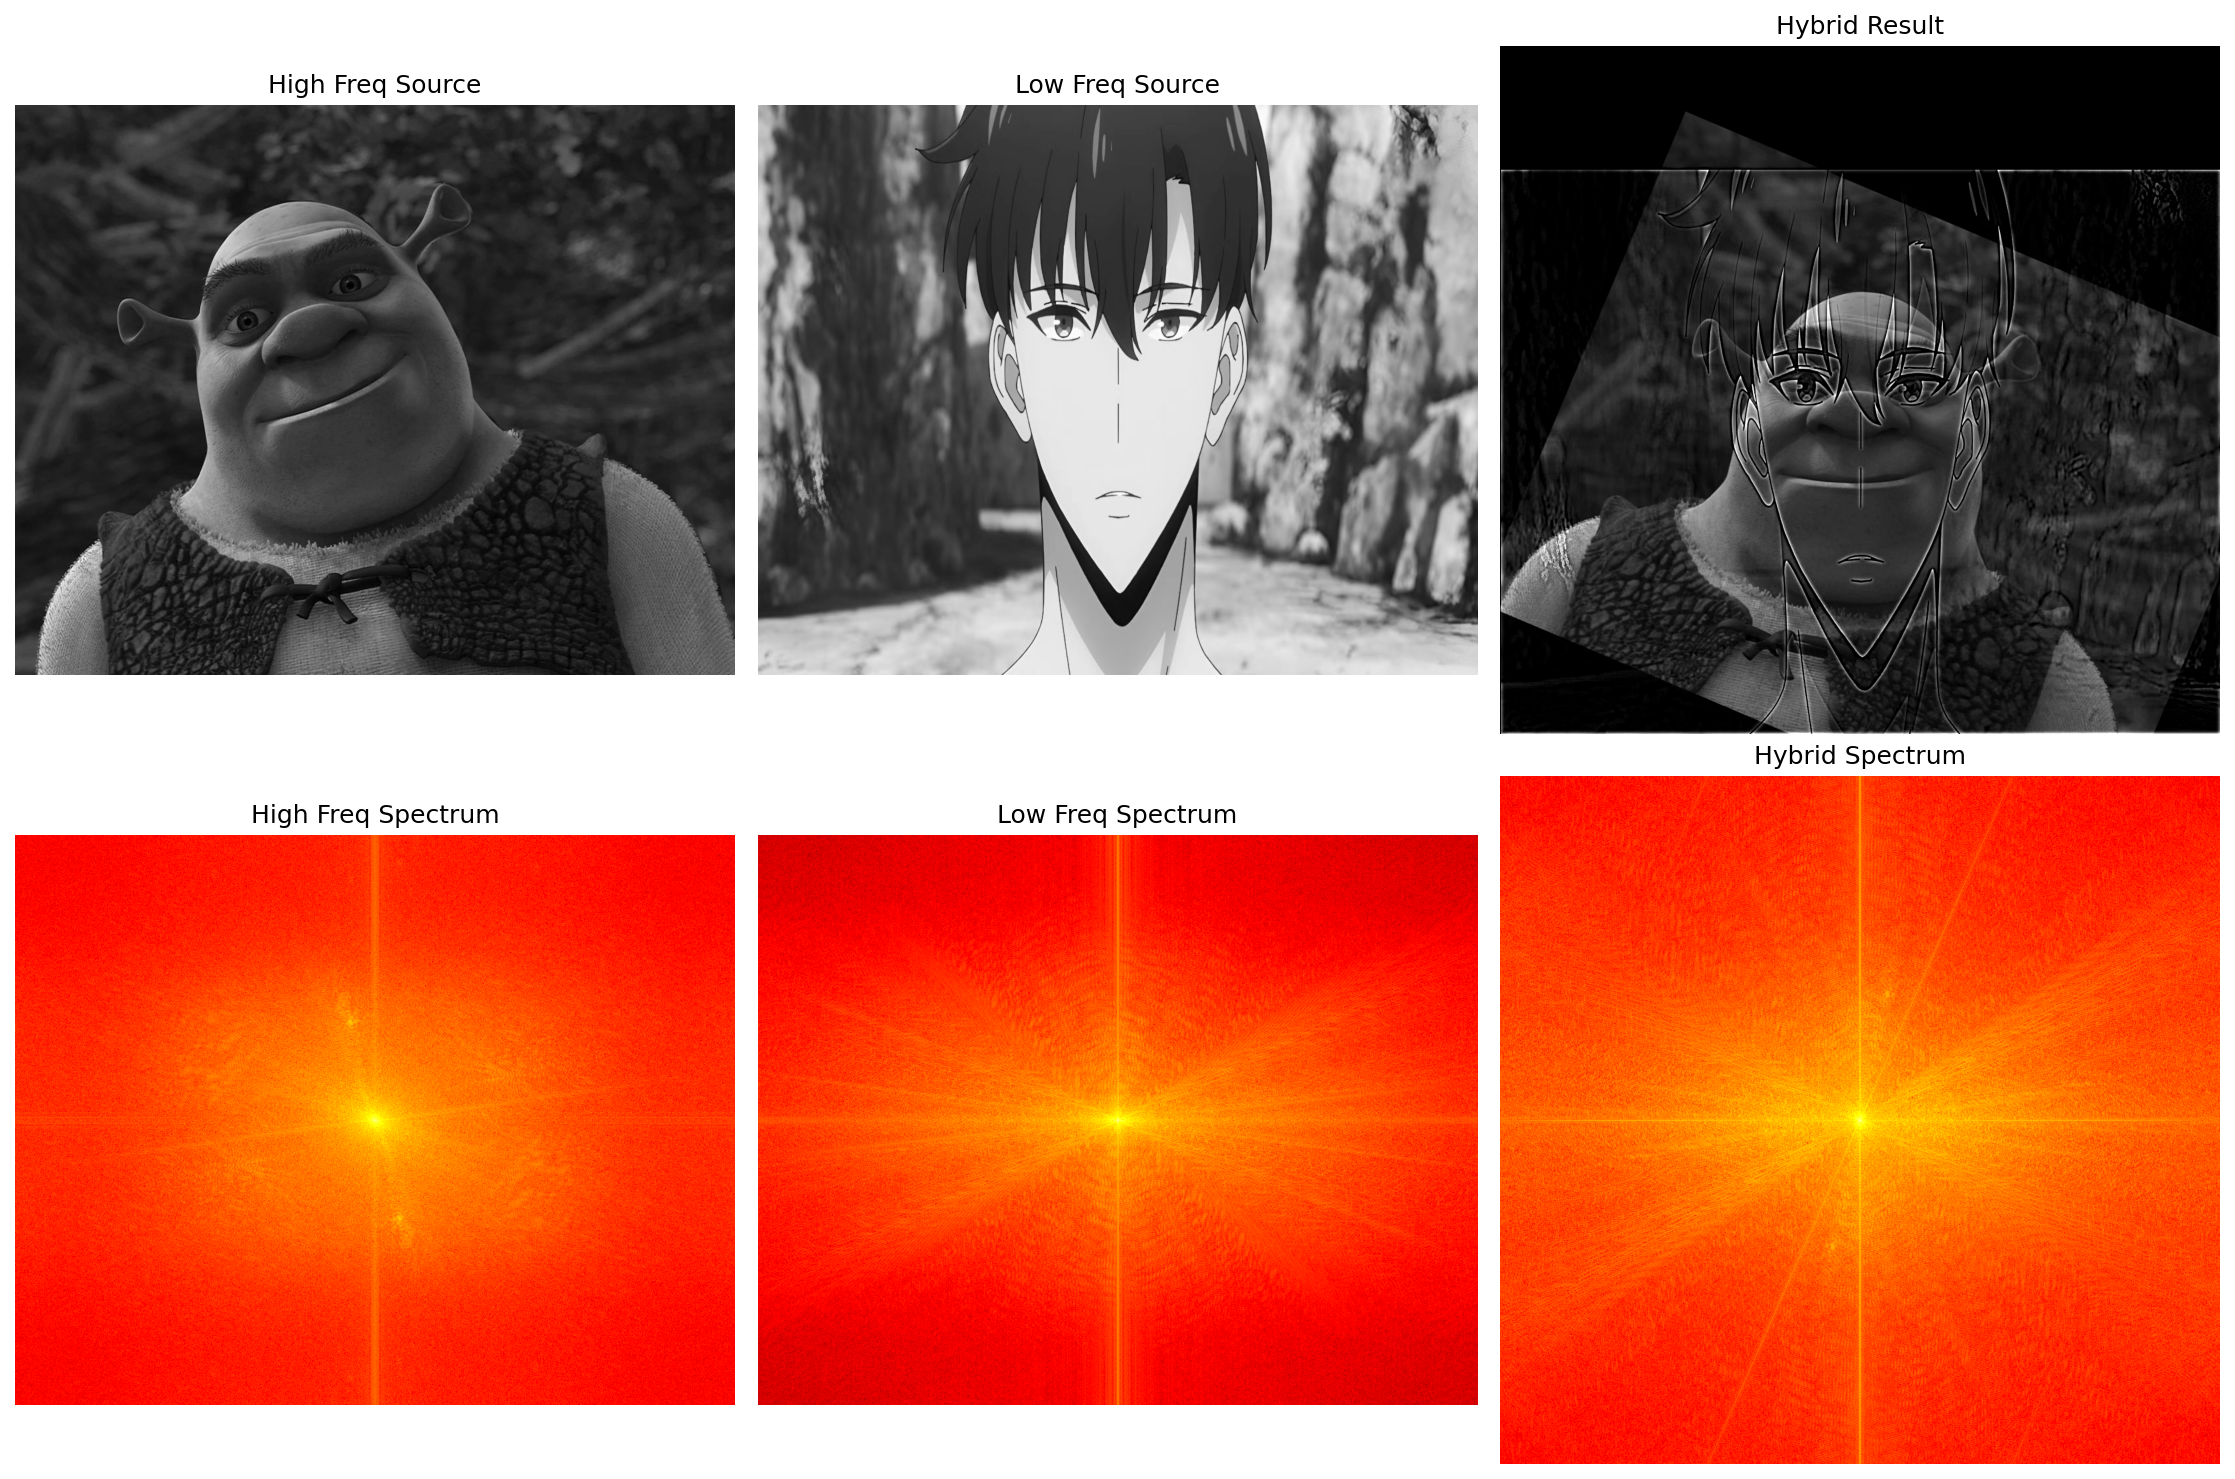 High Freq Source
Low Freq Source
Hybrid Result
High Freq Spectrum
Low Freq Spectrum
Hybrid Spectrum